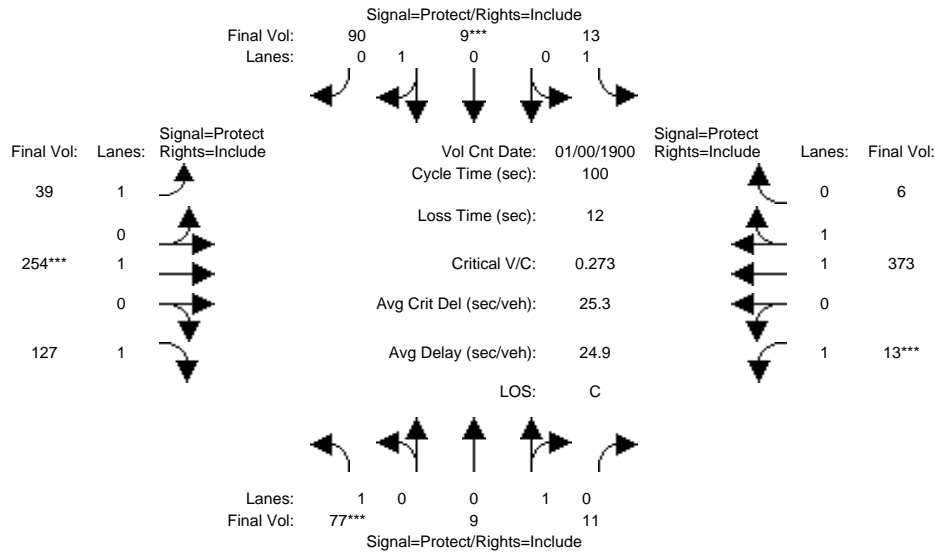 Signal=Protect/Rights=Include
Final Vol: 90 9*** 13
Lanes: 0 1 0 0 1
Signal=Protect Signal=Protect
Final Vol: Lanes: Rights=Include Vol Cnt Date: 01/00/1900 Rights=Include Lanes: Final Vol:
Cycle Time (sec): 100
39 1 0 6
Loss Time (sec): 12
0 1
254*** 1 Critical V/C: 0.273 1 373
0 Avg Crit Del (sec/veh): 25.3 0
127 1 Avg Delay (sec/veh): 24.9 1 13***
LOS: C
Lanes: 1 0 0 1 0
Final Vol: 77*** 9 11
Signal=Protect/Rights=Include